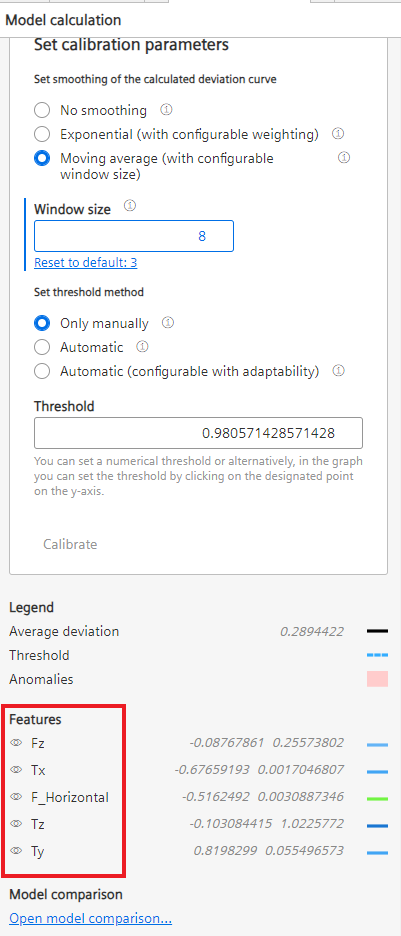 Model calculation
Set calibration parameters
Set smoothing of the calculated deviation curve
No smoothing
Exponential (with configurable weighting)
Moving average (with configurable
window size)
Window size
8
Reset to default: 3
Set threshold method
Only manually
Automatic
Automatic (configurable with adaptability)
Threshold
0.980571428571428
You can set a numerical threshold or alternatively, in the graph
you can set the threshold by clicking on the designated point
on the y-axis.
Calibrate
Legend
Average deviation 0.2894422
Threshold
Anomalies
Features
Fz -0.08767861 0.25573802
Tx -0.67659193 0.0017046807
F_Horizontal -0.5162492 0.0030887346
Tz -0.103084415 1.0225772
Ty 0.8198299 0.055496573
Model comparison
Open model comparison...